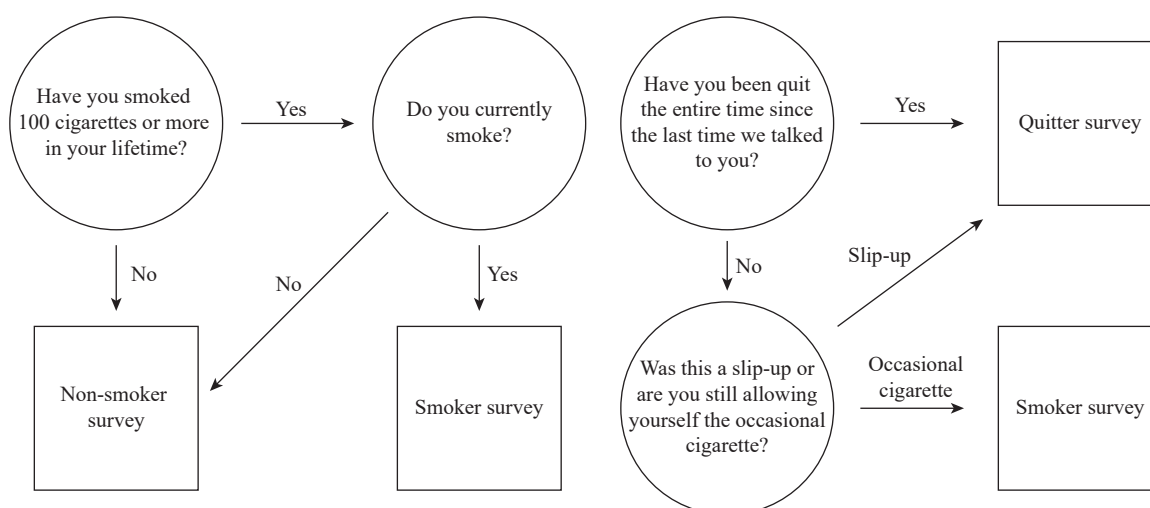 Have you smoked
100 cigarettes or more
in your lifetime?
Yes
Do you currently
smoke?
No
No
Yes
Non-smoker
survey
Smoker survey
Have you been quit
the entire time since
the last time we talked
to you?
Yes
Quitter survey
No
Slip-up
Was this a slip-up or
are you still allowing
yourself the occasional
cigarette?
Occasional
cigarette
Smoker survey